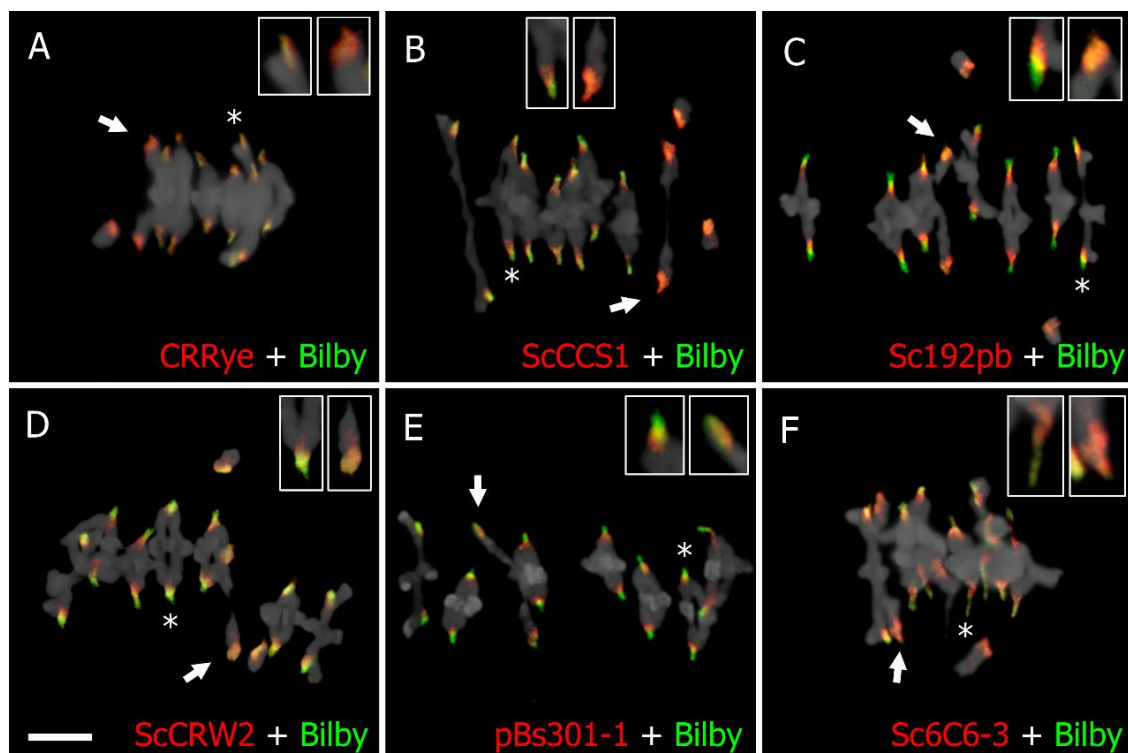 A
*
CRRye + Bilby
B
*
ScCCS1 + Bilby
C
*
Sc192pb + Bilby
D
*
ScCRW2 + Bilby
E
*
pBs301-1 + Bilby
F
*
Sc6C6-3 + Bilby